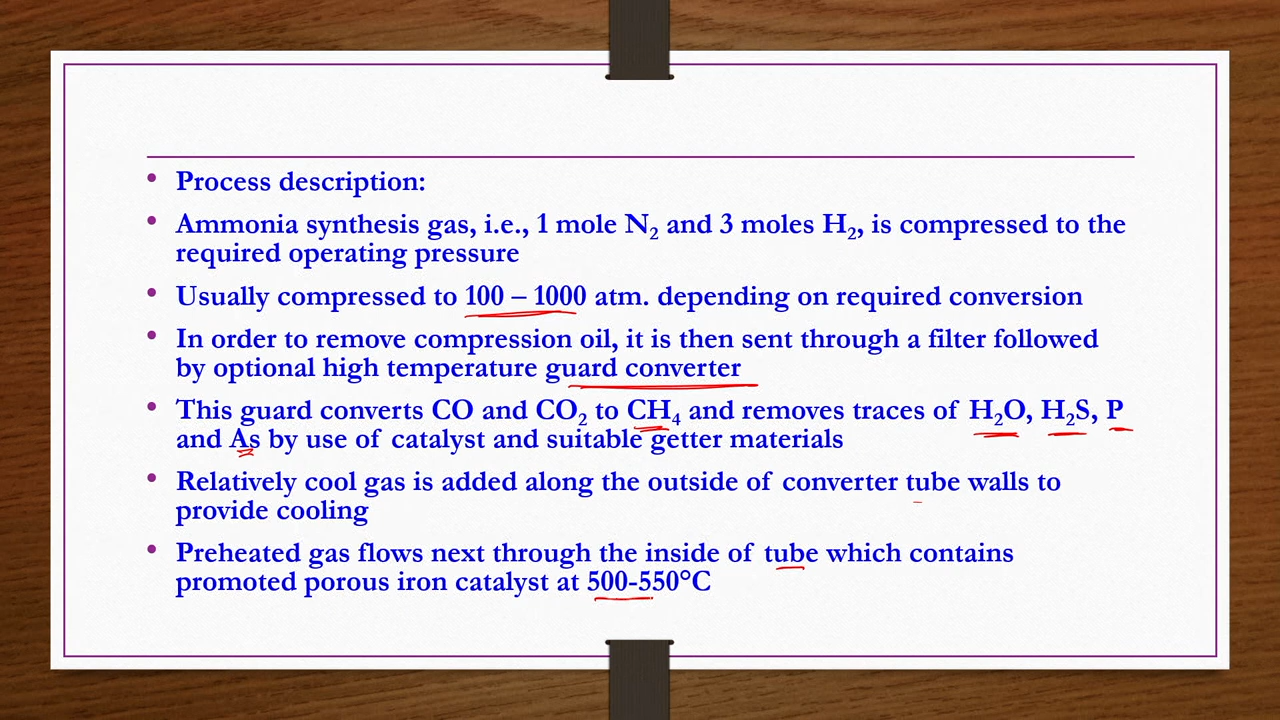 • Process description:
• Ammonia synthesis gas, i.e., 1 mole N₂ and 3 moles H₂, is compressed to the
required operating pressure
• Usually compressed to 100 – 1000 atm. depending on required conversion
• In order to remove compression oil, it is then sent through a filter followed
by optional high temperature guard converter
• This guard converts CO and CO₂ to CH₄ and removes traces of H₂O, H₂S, P
and As by use of catalyst and suitable getter materials
• Relatively cool gas is added along the outside of converter tube walls to
provide cooling
• Preheated gas flows next through the inside of tube which contains
promoted porous iron catalyst at 500-550°C